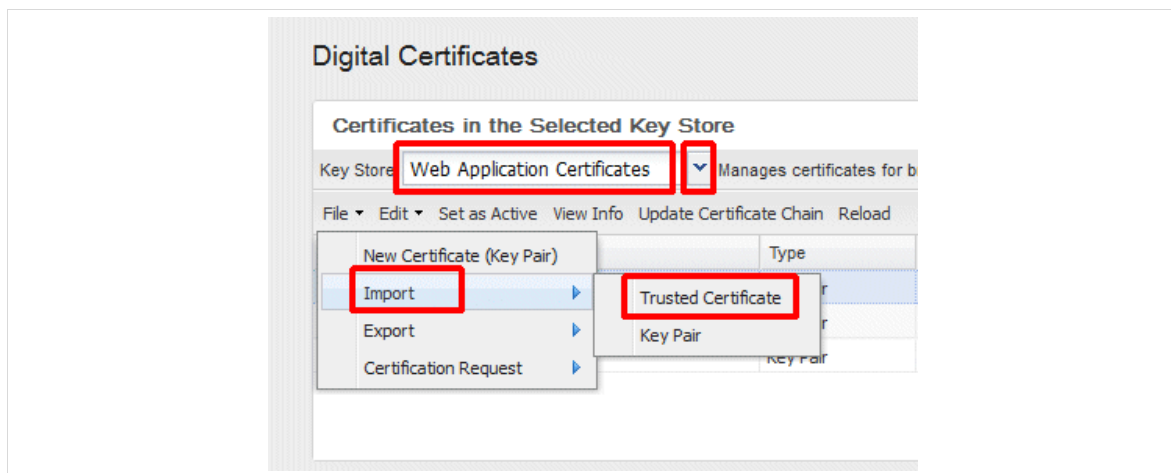 Digital Certificates
Certificates in the Selected Key Store
Key Store Web Application Certificates Manages certificates for b
File Edit Set as Active View Info Update Certificate Chain Reload
New Certificate (Key Pair) Type
Import Trusted Certificate r
Export Key Pair r
Certification Request Key Pair